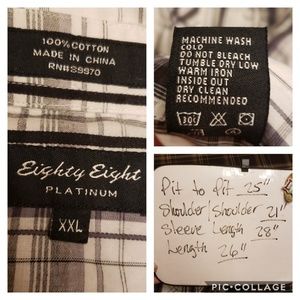 100% COTTON
MADE IN CHINA
RN#S9970
Eighty Eight
PLATINUM
XXL
MACHINE WASH
COLD
DO NOT BLEACH
TUMBLE DRY LOW
WARM IRON
INSIDE OUT
DRY CLEAN
RECOMMENDED
30
A
Pit to Pit 25"
Shoulder/Shoulder 21"
Sleeve Length 28"
Length 26"
PIC•COLLAGE